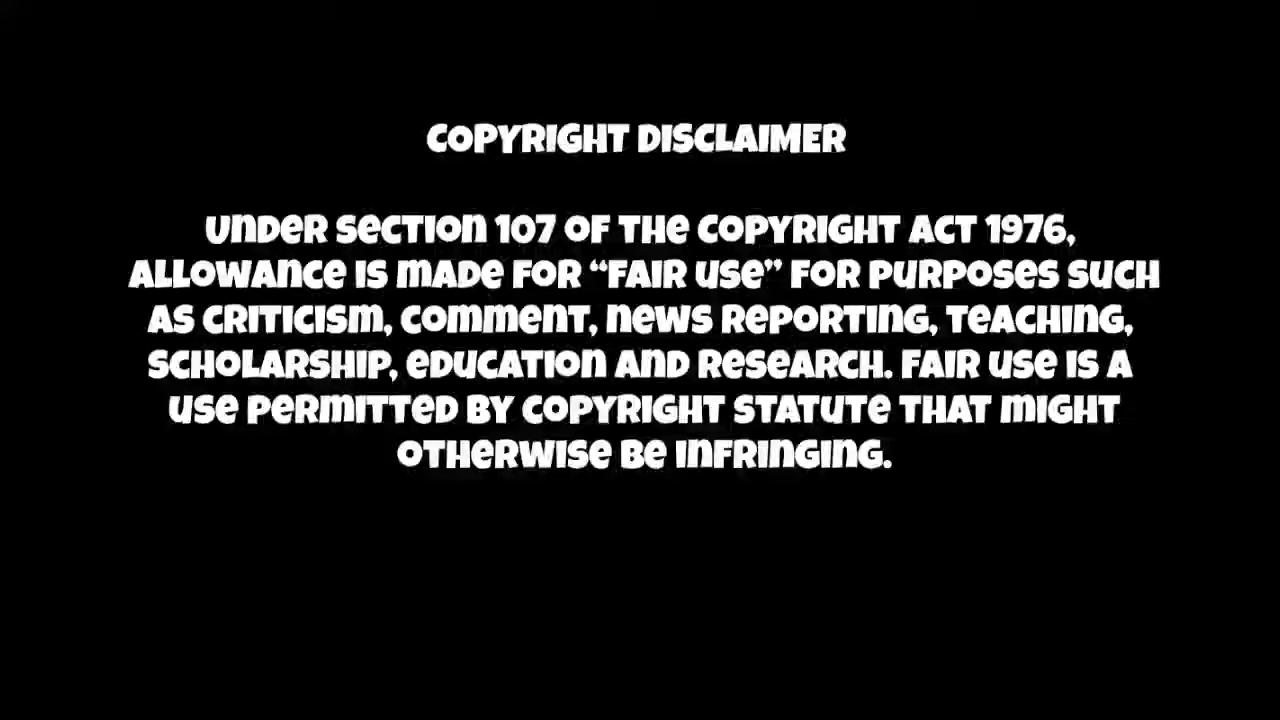 COPYRIGHT DISCLAIMER
UNDER SECTION 107 OF THE COPYRIGHT ACT 1976,
ALLOWANCE IS MADE FOR “FAIR USE” FOR PURPOSES SUCH
AS CRITICISM, COMMENT, NEWS REPORTING, TEACHING,
SCHOLARSHIP, EDUCATION AND RESEARCH. FAIR USE IS A
USE PERMITTED BY COPYRIGHT STATUTE THAT MIGHT
OTHERWISE BE INFRINGING.